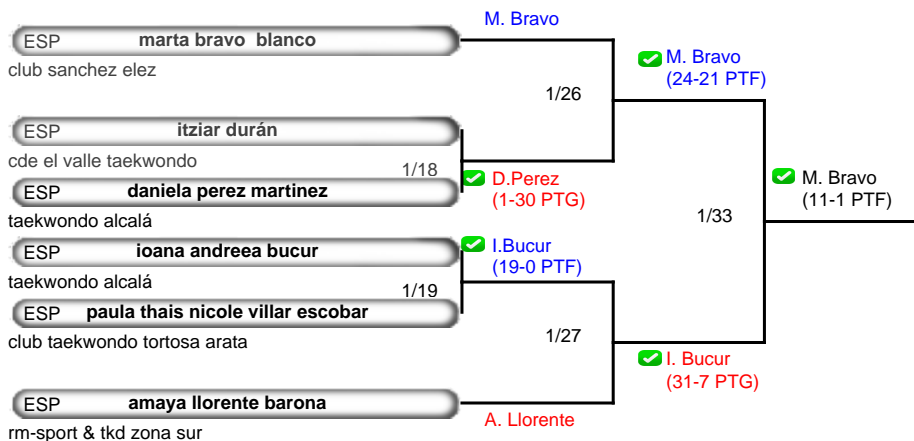 M. Bravo
ESP marta bravo blanco
club sanchez elez
M. Bravo
(24-21 PTF)
1/26
ESP itziar durán
cde el valle taekwondo
1/18
D.Perez
(1-30 PTG)
ESP daniela perez martinez
taekwondo alcalá
M. Bravo
(11-1 PTF)
1/33
ESP ioana andreea bucur
taekwondo alcalá
I.Bucur
(19-0 PTF)
1/19
ESP paula thais nicole villar escobar
club taekwondo tortosa arata
1/27
I. Bucur
(31-7 PTG)
ESP amaya llorente barona
A. Llorente
rm-sport & tkd zona sur